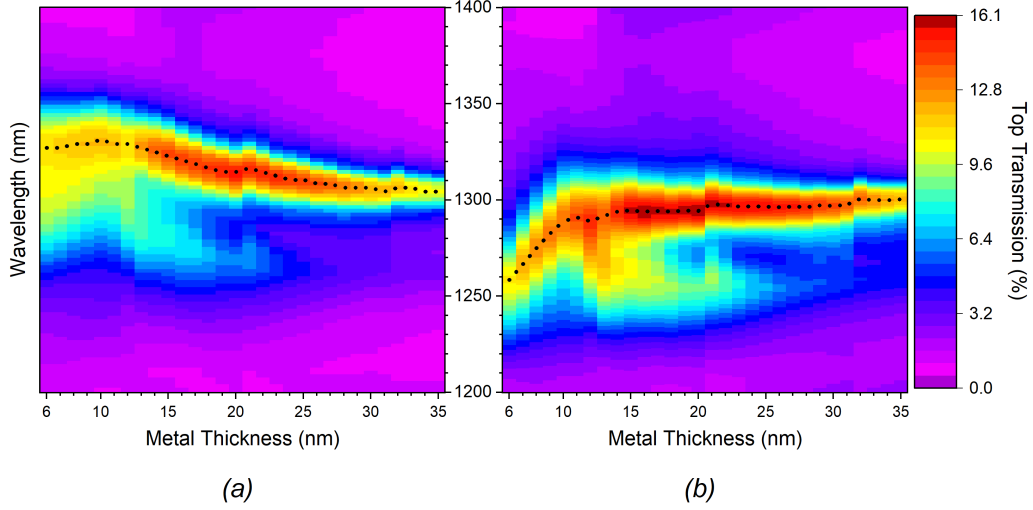 1400
1350
1300
1250
1200
Wavelength (nm)
6 10 15 20 25 30 35
Metal Thickness (nm)
(a)
6 10 15 20 25 30 35
Metal Thickness (nm)
(b)
16.1
12.8
9.6
6.4
3.2
0.0
Top Transmission (%)